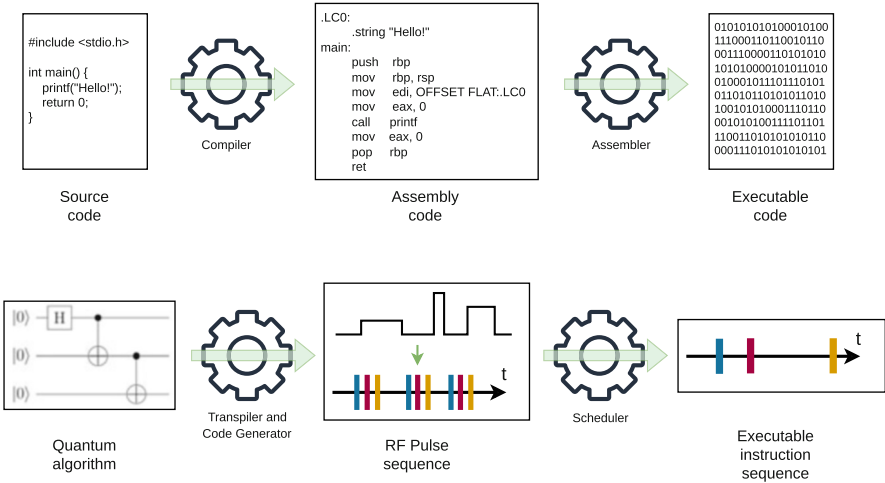 #include <stdio.h>
int main() {
printf("Hello!");
return 0;
}
Source
code
Compiler
.LC0:
.string "Hello!"
main:
push rbp
mov rbp, rsp
mov edi, OFFSET FLAT:.LC0
mov eax, 0
call printf
mov eax, 0
pop rbp
ret
Assembly
code
Assembler
010101010100010100
111000110110010110
001110000110101010
101010000101011010
010001011101110101
011010110101011010
100101010001110110
001010100111101101
110011010101010110
000111010101010101
Executable
code
|0⟩ H
|0⟩
|0⟩
Quantum
algorithm
Transpiler and
Code Generator
t
RF Pulse
sequence
Scheduler
t
Executable
instruction
sequence